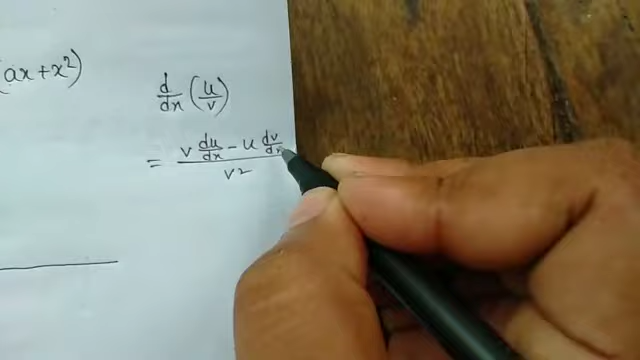 (ax+x²)
d/dx (u/v)
= (v du/dx - u dv/dx) / v²